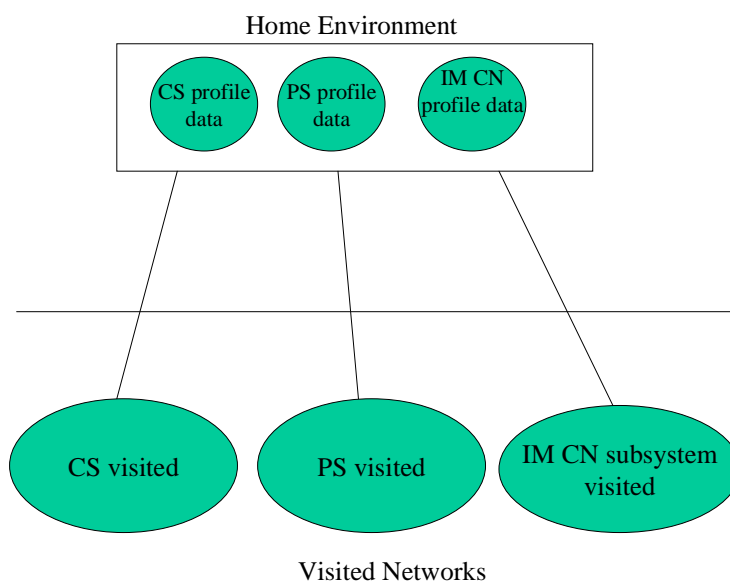 Home Environment
CS profile
data
PS profile
data
IM CN
profile data
CS visited
PS visited
IM CN subsystem
visited
Visited Networks